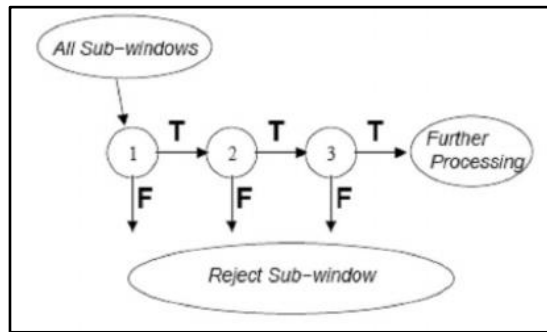 All Sub-windows
T T T
1 2 3
Further
Processing
F F F
Reject Sub-window